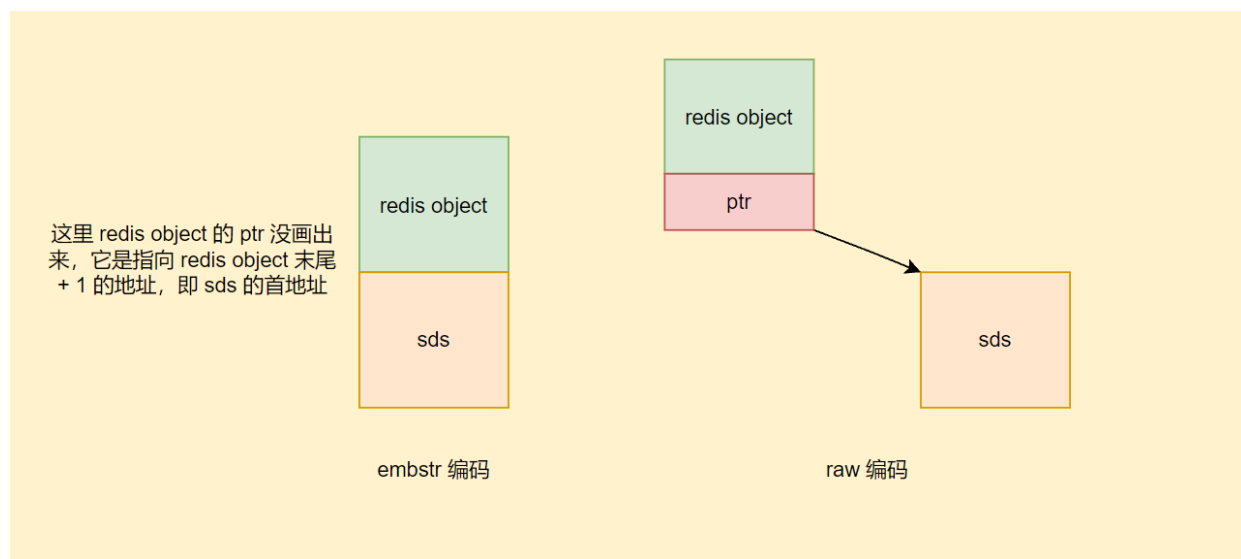 这里 redis object 的 ptr 没画出
来，它是指向 redis object 末尾
+ 1 的地址，即 sds 的首地址
redis object
sds
embstr 编码
redis object
ptr
sds
raw 编码